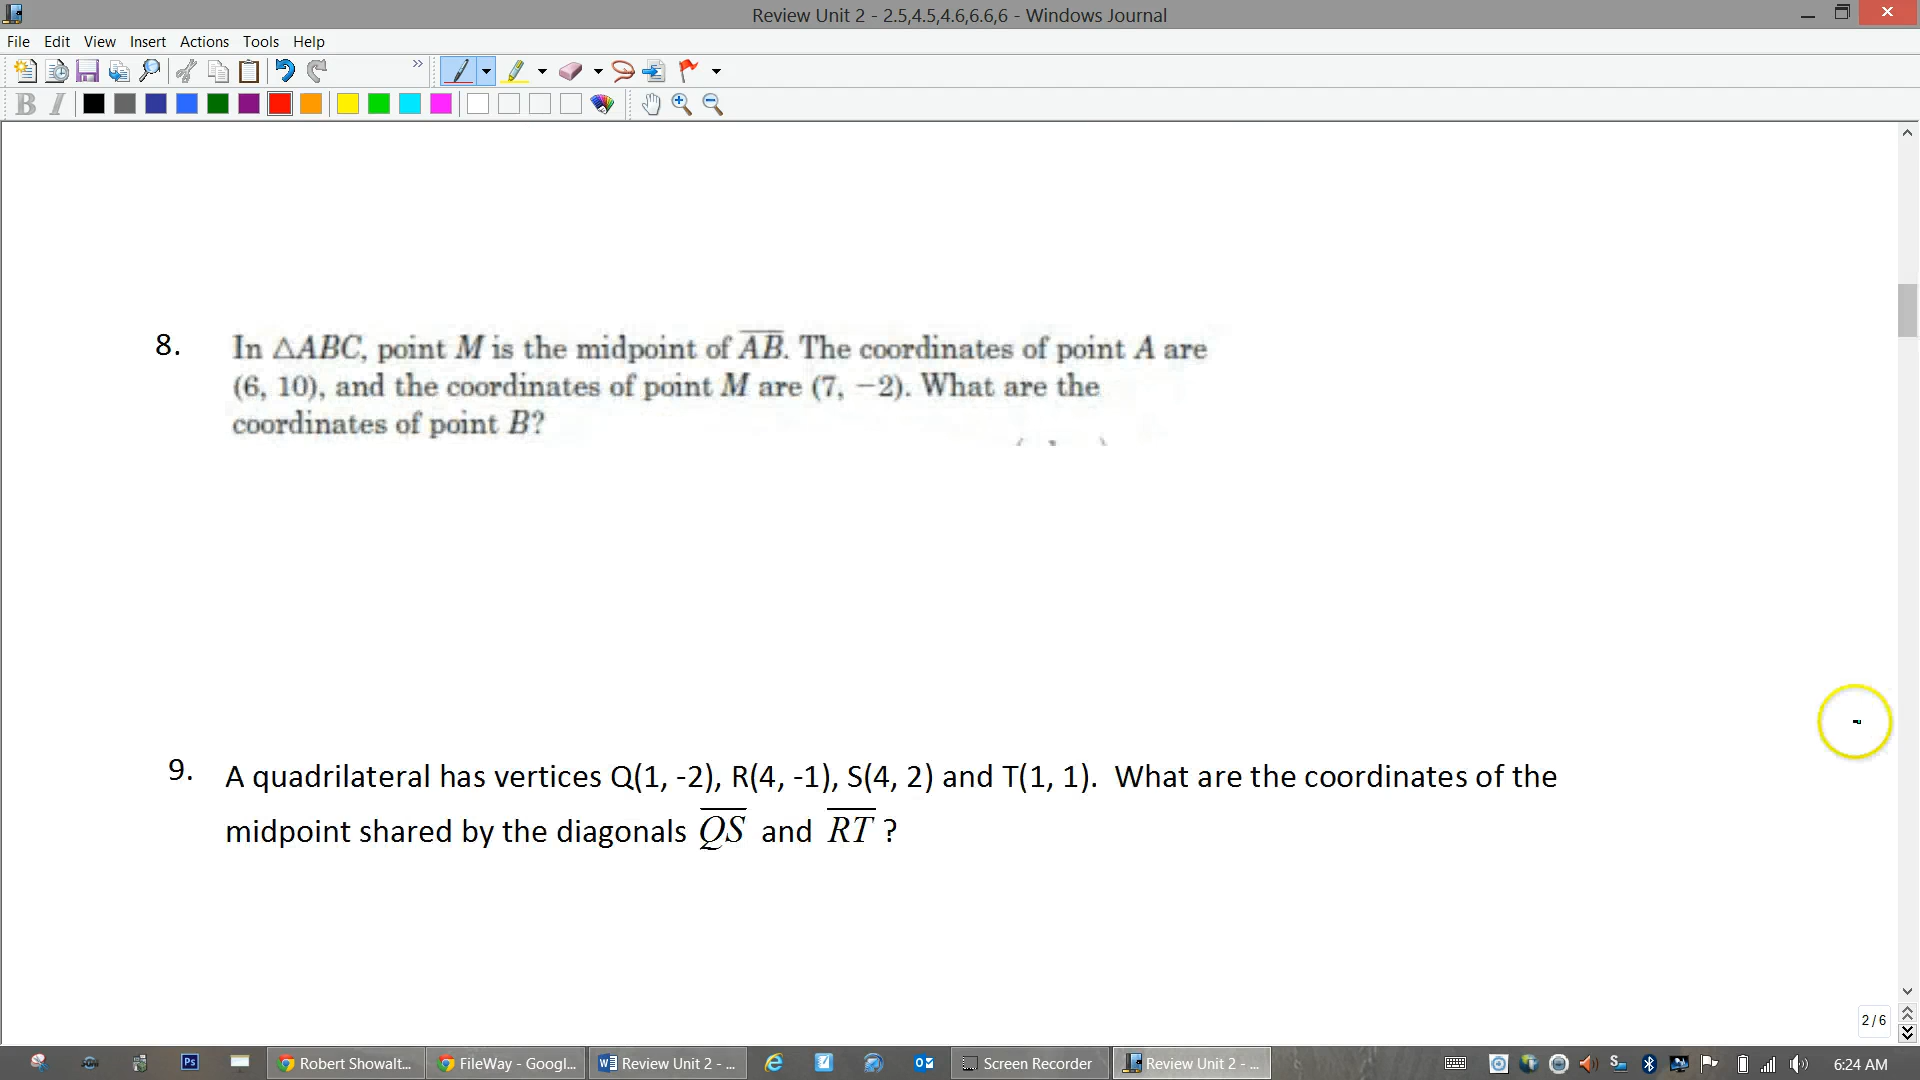 Review Unit 2 - 2.5,4.5,4.6,6.6,6 - Windows Journal
File Edit View Insert Actions Tools Help
B I
8. In △ABC, point M is the midpoint of A̅B̅. The coordinates of point A are
(6, 10), and the coordinates of point M are (7, −2). What are the
coordinates of point B?
9. A quadrilateral has vertices Q(1, -2), R(4, -1), S(4, 2) and T(1, 1). What are the coordinates of the
midpoint shared by the diagonals Q̅S̅ and R̅T̅ ?
2 / 6
Ps Robert Showalt... FileWay - Googl... Review Unit 2 - ... Screen Recorder Review Unit 2 - ... 6:24 AM